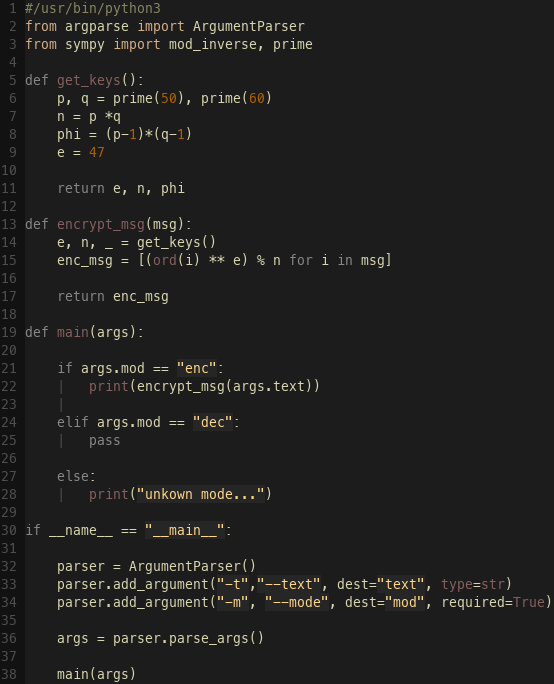 1 #/usr/bin/python3
2 from argparse import ArgumentParser
3 from sympy import mod_inverse, prime
4
5 def get_keys():
6     p, q = prime(50), prime(60)
7     n = p *q
8     phi = (p-1)*(q-1)
9     e = 47
10
11     return e, n, phi
12
13 def encrypt_msg(msg):
14     e, n, _ = get_keys()
15     enc_msg = [(ord(i) ** e) % n for i in msg]
16
17     return enc_msg
18
19 def main(args):
20
21     if args.mod == "enc":
22     |   print(encrypt_msg(args.text))
23     |
24     elif args.mod == "dec":
25     |   pass
26
27     else:
28     |   print("unkown mode...")
29
30 if __name__ == "__main__":
31
32     parser = ArgumentParser()
33     parser.add_argument("-t","--text", dest="text", type=str)
34     parser.add_argument("-m", "--mode", dest="mod", required=True)
35
36     args = parser.parse_args()
37
38     main(args)